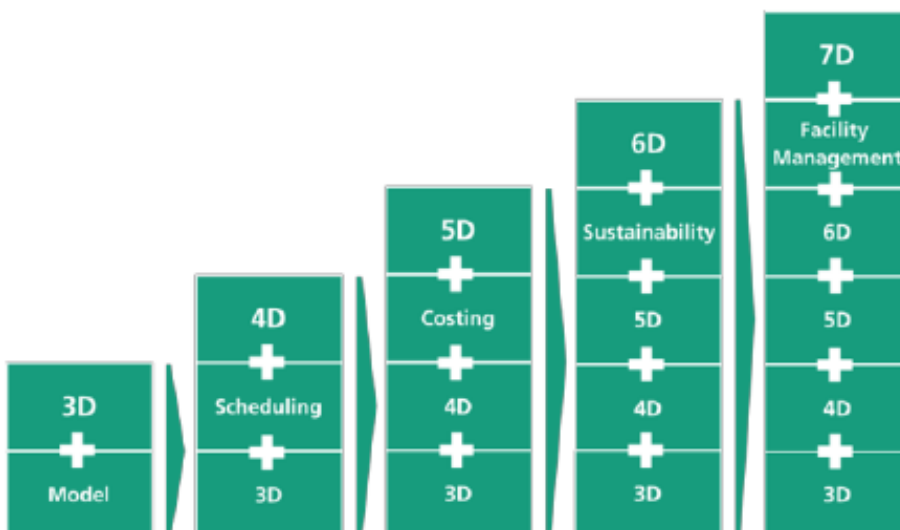 3D
Model
4D
Scheduling
3D
5D
Costing
4D
3D
6D
Sustainability
5D
4D
3D
7D
Facility
Management
6D
5D
4D
3D